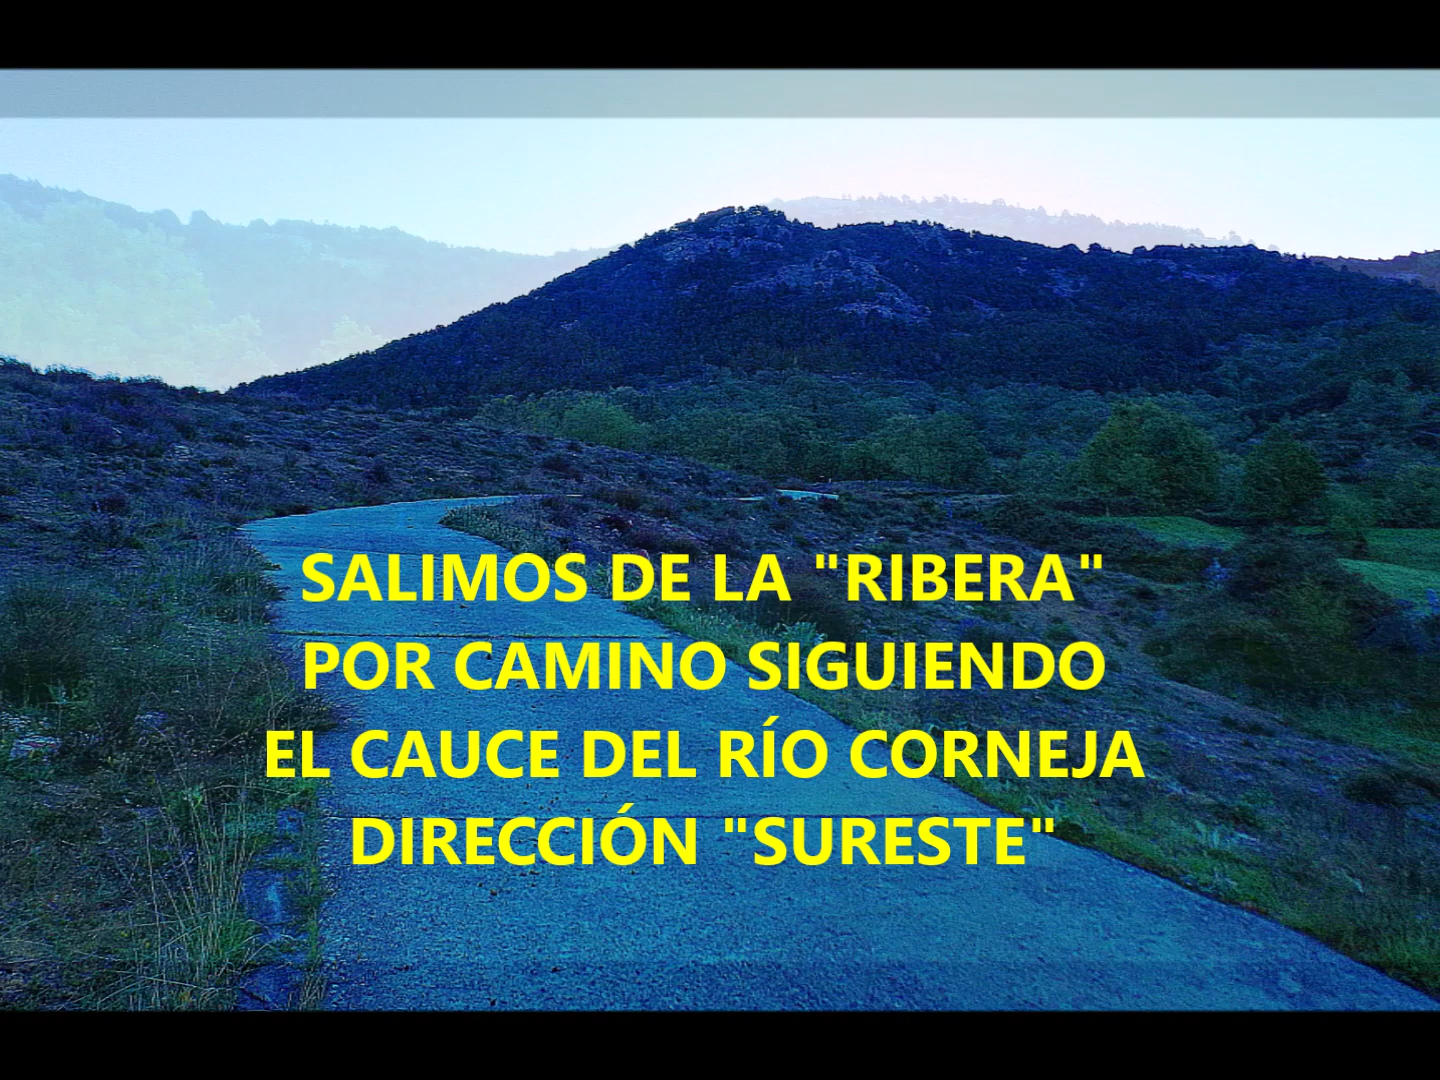 SALIMOS DE LA "RIBERA"
POR CAMINO SIGUIENDO
EL CAUCE DEL RÍO CORNEJA
DIRECCIÓN "SURESTE"